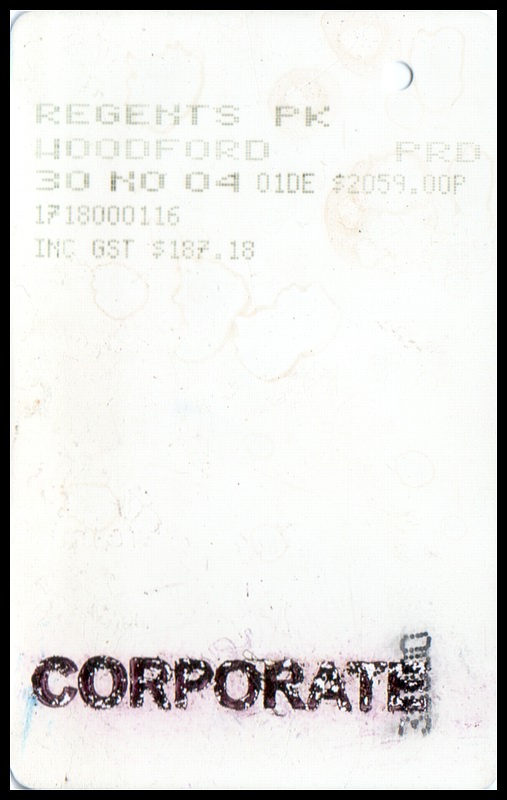 REGENTS PK
WOODFORD PRD
30 NO 04 01DE $2059.00P
1718000116
INC GST $187.18
CORPORATE